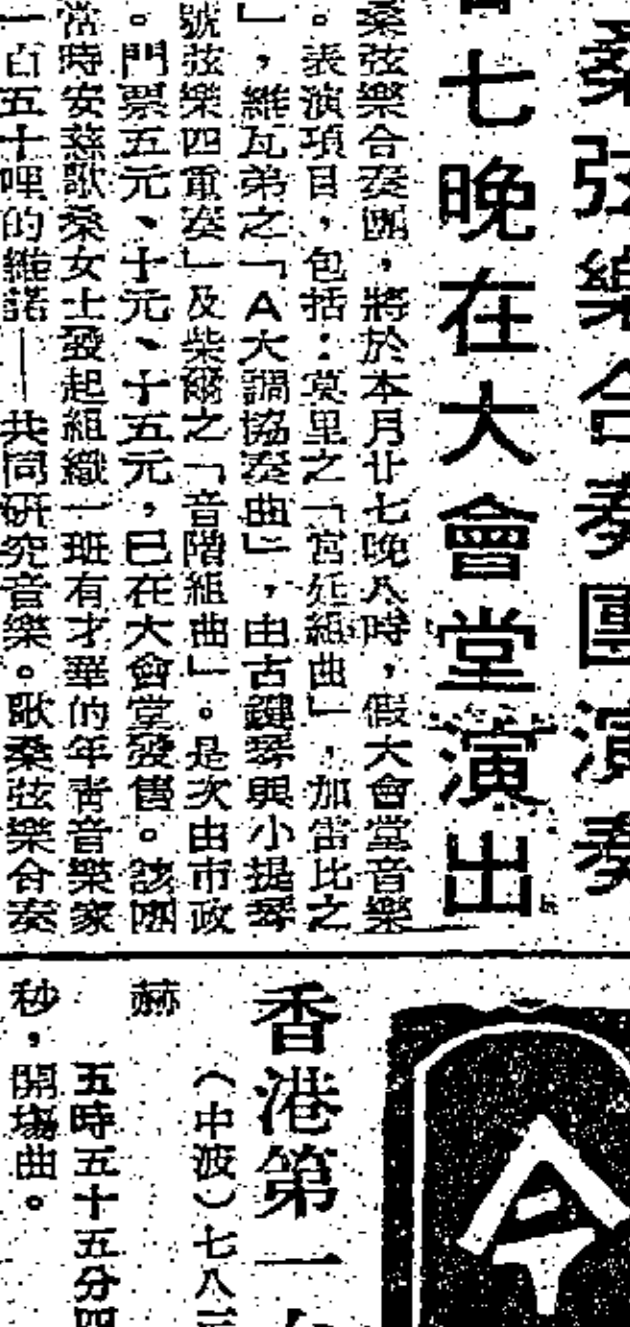 桑弦樂合奏團演奏
七晚在大會堂演出
桑弦樂合奏團，將於本月廿七晚八時，假大會堂音樂
。表演項目，包括：莫里之「宮廷組曲」，加雷比之
」，維瓦弟之「A大調協奏曲」，由古鍵琴與小提琴
號弦樂四重奏」及柴爾之「音階組曲」。是次由市政
。門票五元、十元、十五元，已在大會堂發售。該團
常時安慈歌桑女士發起組織一班有才華的年青音樂家
一百五十哩的維諾——共同研究音樂。歌桑弦樂合奏
香港第一
（中波）七八
赫
五時五十五分四
秒，開場曲。